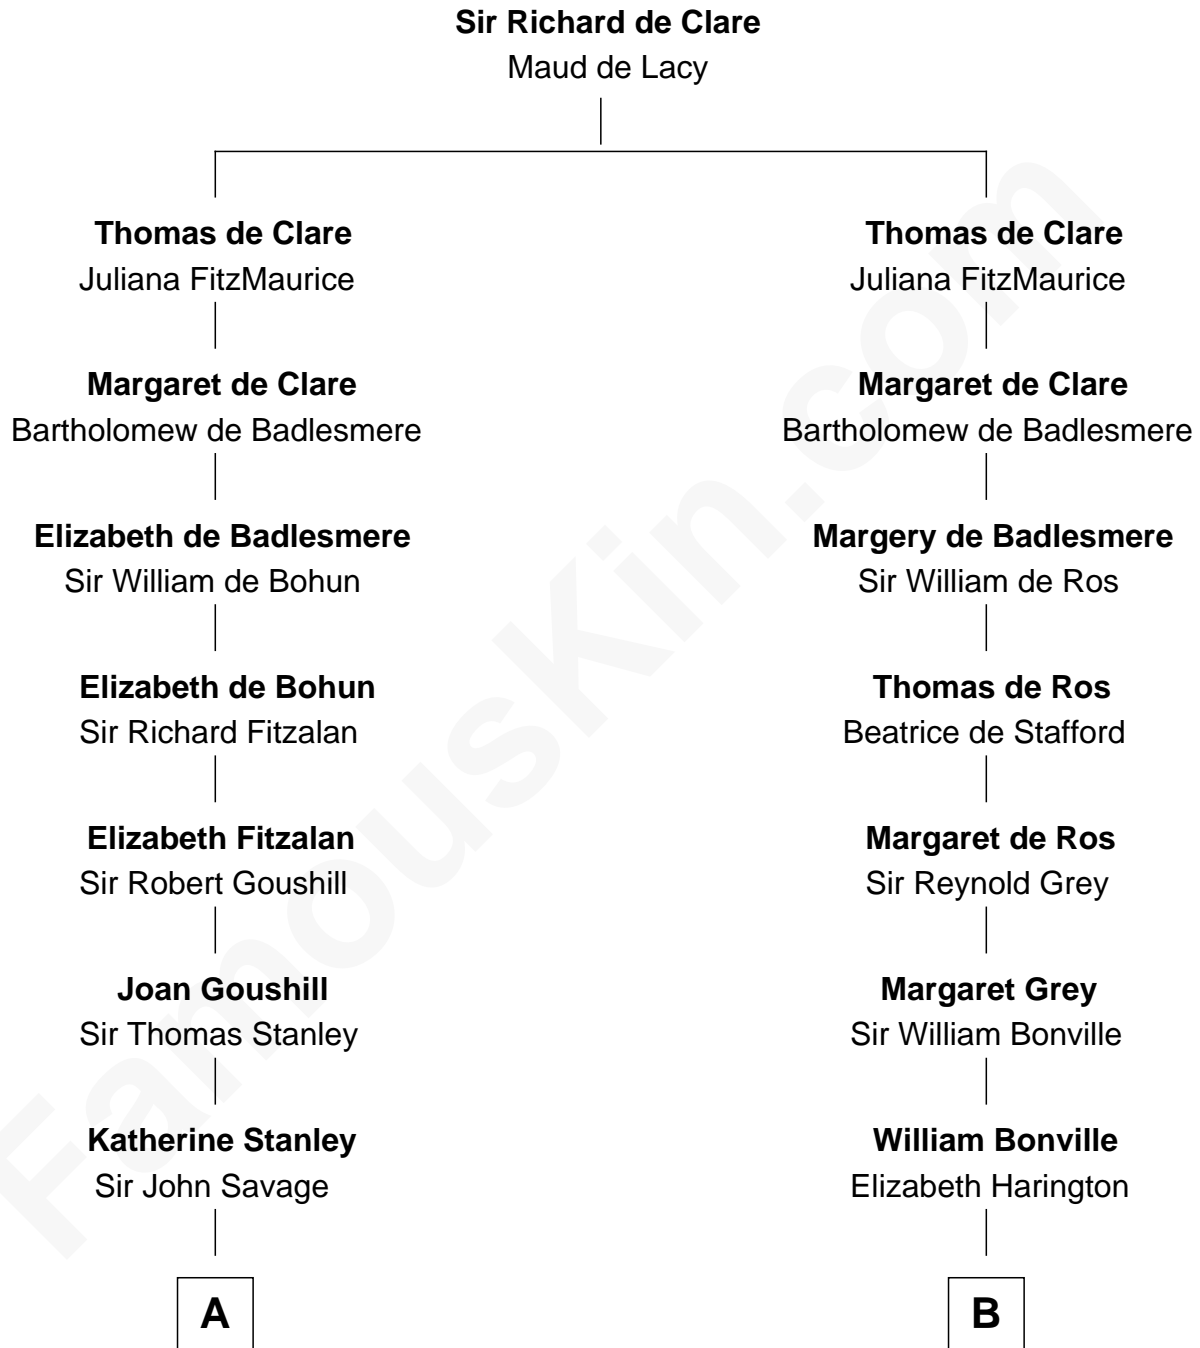 Sir Richard de Clare
Maud de Lacy
Thomas de Clare
Juliana FitzMaurice
Margaret de Clare
Bartholomew de Badlesmere
Elizabeth de Badlesmere
Sir William de Bohun
Elizabeth de Bohun
Sir Richard Fitzalan
Elizabeth Fitzalan
Sir Robert Goushill
Joan Goushill
Sir Thomas Stanley
Katherine Stanley
Sir John Savage
A
Thomas de Clare
Juliana FitzMaurice
Margaret de Clare
Bartholomew de Badlesmere
Margery de Badlesmere
Sir William de Ros
Thomas de Ros
Beatrice de Stafford
Margaret de Ros
Sir Reynold Grey
Margaret Grey
Sir William Bonville
William Bonville
Elizabeth Harington
B
FamousKin.com